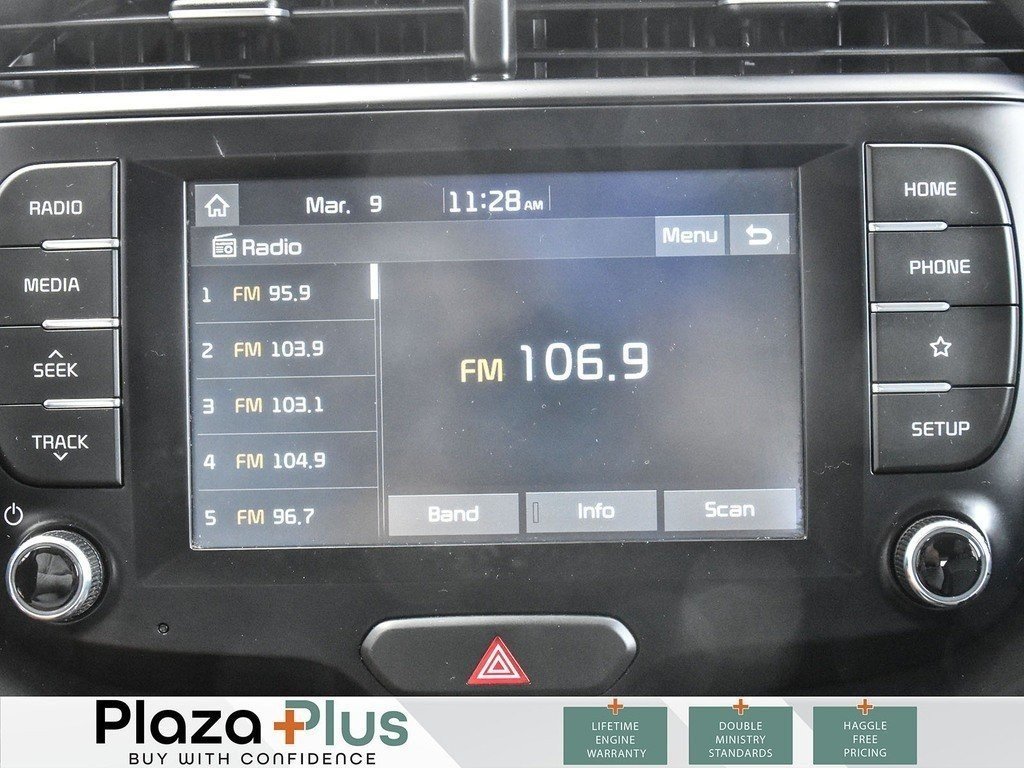 Mar. 9 11:28 AM
Radio Menu
1 FM 95.9
2 FM 103.9
3 FM 103.1
4 FM 104.9
5 FM 96.7
FM 106.9
Band Info Scan
RADIO
MEDIA
SEEK
TRACK
HOME
PHONE
SETUP
Plaza Plus
BUY WITH CONFIDENCE
LIFETIME
ENGINE
WARRANTY
DOUBLE
MINISTRY
STANDARDS
HAGGLE
FREE
PRICING